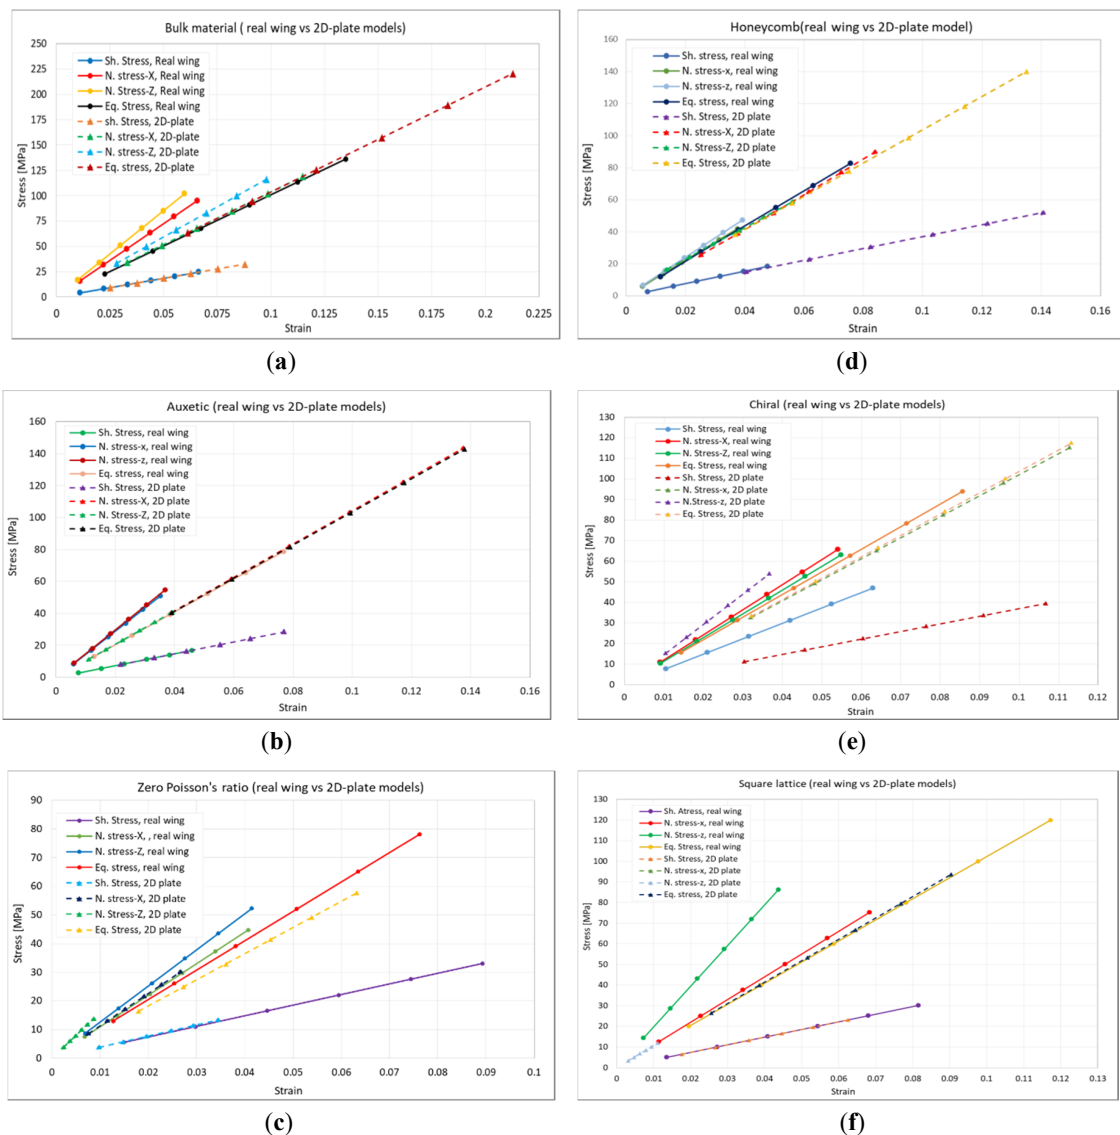 Bulk material ( real wing vs 2D-plate models)
Stress [MPa]
250
225
200
175
150
125
100
75
50
25
0
Sh. Stress, Real wing
N. stress-X, Real wing
N. Stress-Z, Real wing
Eq. Stress, Real wing
sh. Stress, 2D-plate
N. stress-X, 2D-plate
N. stress-Z, 2D-plate
Eq. stress, 2D-plate
0 0.025 0.05 0.075 0.1 0.125 0.15 0.175 0.2 0.225
Strain
(a)
Honeycomb(real wing vs 2D-plate model)
Stress [MPa]
160
140
120
100
80
60
40
20
0
Sh. stress, real wing
N. stress-x, real wing
N. stress-z, real wing
Eq. stress, real wing
Sh. Stress, 2D plate
N. stress-X, 2D plate
N. Stress-Z, 2D plate
Eq. Stress, 2D plate
0 0.02 0.04 0.06 0.08 0.1 0.12 0.14 0.16
Strain
(d)
Auxetic (real wing vs 2D-plate models)
Stress [MPa]
160
140
120
100
80
60
40
20
0
Sh. Stress, real wing
N. stress-x, real wing
N. stress-z, real wing
Eq. stress, real wing
Sh. Stress, 2D plate
N. stress-X, 2D plate
N. Stress-Z, 2D plate
Eq. Stress, 2D plate
0 0.02 0.04 0.06 0.08 0.1 0.12 0.14 0.16
Strain
(b)
Chiral (real wing vs 2D-plate models)
Stress [MPa]
130
120
110
100
90
80
70
60
50
40
30
20
10
0
Sh. Stress, real wing
N. stress-X, real wing
N. Stress-Z, real wing
Eq. Stress, real wing
Sh. Stress, 2D plate
N. Stress-x, 2D plate
N.Stress-z, 2D plate
Eq. Stress, 2D plate
0 0.01 0.02 0.03 0.04 0.05 0.06 0.07 0.08 0.09 0.1 0.11 0.12
Strain
(e)
Zero Poisson's ratio (real wing vs 2D-plate models)
Stress [MPa]
90
80
70
60
50
40
30
20
10
0
Sh. Stress, real wing
N. stress-X, , real wing
N. stress-Z, real wing
Eq. stress, real wing
Sh. Stress, 2D plate
N. stress-X, 2D plate
N. Stress-Z, 2D plate
Eq. Stress, 2D plate
0 0.01 0.02 0.03 0.04 0.05 0.06 0.07 0.08 0.09 0.1
Strain
(c)
Square lattice (real wing vs 2D-plate models)
Stress [MPa]
130
120
110
100
90
80
70
60
50
40
30
20
10
0
Sh. Atress, real wing
N. stress-x, real wing
N. Stress-z, real wing
Eq. Stress, real wing
Sh. Stress, 2D plate
N. stress-x, 2D plate
N. stress-z, 2D plate
Eq. stress, 2D plate
0 0.01 0.02 0.03 0.04 0.05 0.06 0.07 0.08 0.09 0.1 0.11 0.12 0.13
Strain
(f)